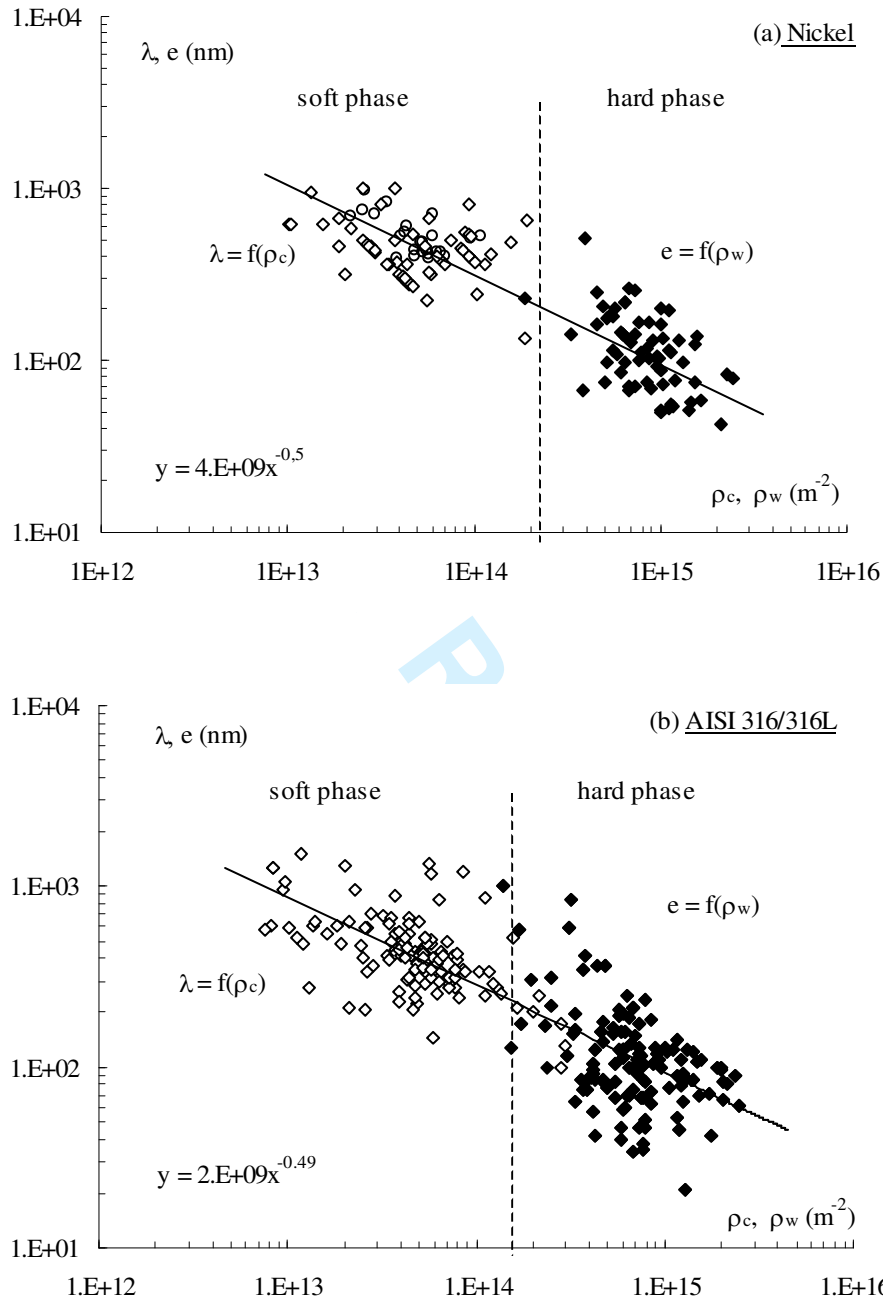 1.E+04
(a) Nickel
λ, e (nm)
soft phase
hard phase
1.E+03
λ = f(ρc)
e = f(ρw)
1.E+02
y = 4.E+09x^-0,5
ρc, ρw (m^-2)
1.E+01
1E+12 1E+13 1E+14 1E+15 1E+16
P
1.E+04
(b) AISI 316/316L
λ, e (nm)
soft phase
hard phase
1.E+03
e = f(ρw)
λ = f(ρc)
1.E+02
y = 2.E+09x^-0.49
ρc, ρw (m^-2)
1.E+01
1.E+12 1.E+13 1.E+14 1.E+15 1.E+16